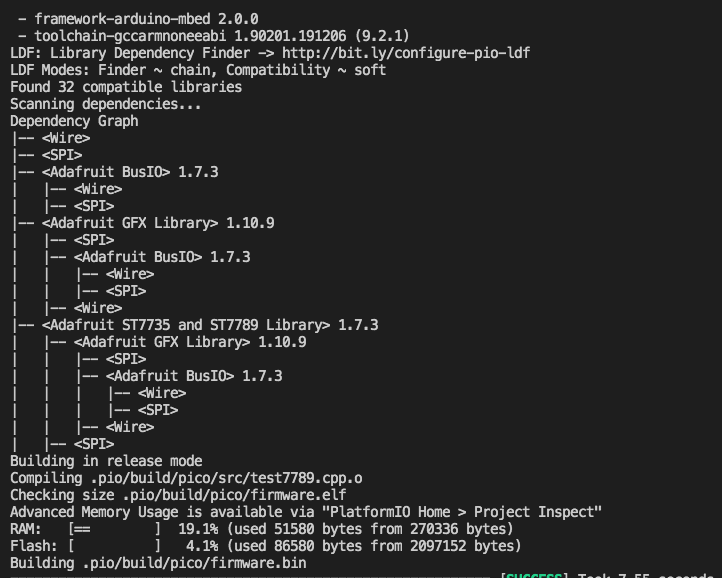 - framework-arduino-mbed 2.0.0
- toolchain-gccarmnoneeabi 1.90201.191206 (9.2.1)
LDF: Library Dependency Finder -> http://bit.ly/configure-pio-ldf
LDF Modes: Finder ~ chain, Compatibility ~ soft
Found 32 compatible libraries
Scanning dependencies...
Dependency Graph
|-- <Wire>
|-- <SPI>
|-- <Adafruit BusIO> 1.7.3
|   |-- <Wire>
|   |-- <SPI>
|-- <Adafruit GFX Library> 1.10.9
|   |-- <SPI>
|   |-- <Adafruit BusIO> 1.7.3
|   |   |-- <Wire>
|   |   |-- <SPI>
|   |-- <Wire>
|-- <Adafruit ST7735 and ST7789 Library> 1.7.3
|   |-- <Adafruit GFX Library> 1.10.9
|   |   |-- <SPI>
|   |   |-- <Adafruit BusIO> 1.7.3
|   |   |   |-- <Wire>
|   |   |   |-- <SPI>
|   |   |-- <Wire>
|   |-- <SPI>
Building in release mode
Compiling .pio/build/pico/src/test7789.cpp.o
Checking size .pio/build/pico/firmware.elf
Advanced Memory Usage is available via "PlatformIO Home > Project Inspect"
RAM:   [==        ]  19.1% (used 51580 bytes from 270336 bytes)
Flash: [          ]   4.1% (used 86580 bytes from 2097152 bytes)
Building .pio/build/pico/firmware.bin
[SUCCESS] Took 7.55 seconds